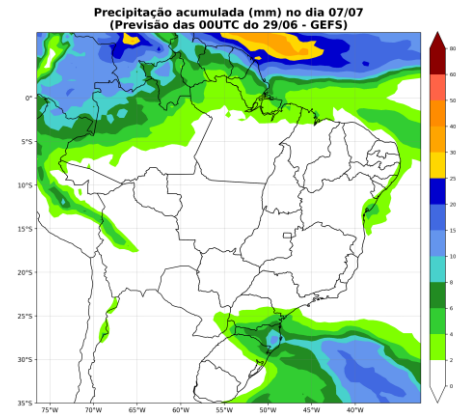 Precipitação acumulada (mm) no dia 07/07
(Previsão das 00UTC do 29/06 - GEFS)
0°
5°S
10°S
15°S
20°S
25°S
30°S
35°S
75°W 70°W 65°W 60°W 55°W 50°W 45°W 40°W
80
60
50
40
30
25
20
15
10
8
6
4
2
0